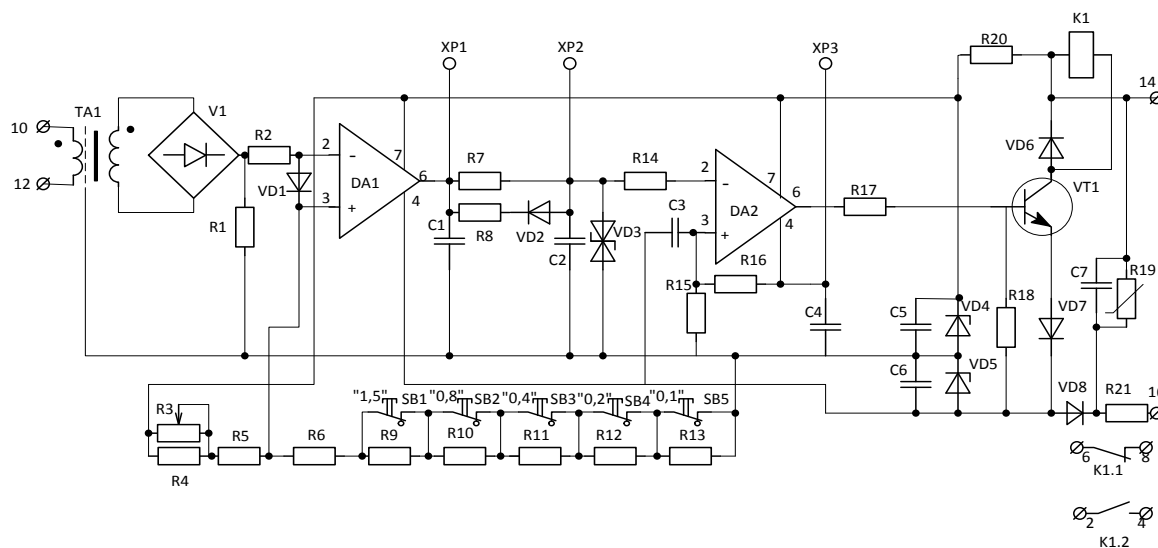 XP1
XP2
XP3
R20
K1
14
TA1
V1
10
12
R2
2
-
7
6
DA1
4
3
+
VD1
R1
R7
C1
R8
VD2
C2
VD3
R14
2
-
7
6
DA2
4
3
+
C3
R16
R15
C4
R17
VD6
VT1
R18
VD7
C7
R19
C5
VD4
C6
VD5
VD8
R21
R3
R4
R5
R6
"1,5"
SB1
"0,8"
SB2
"0,4"
SB3
"0,2"
SB4
"0,1"
SB5
R9
R10
R11
R12
R13
6
8
K1.1
2
4
K1.2